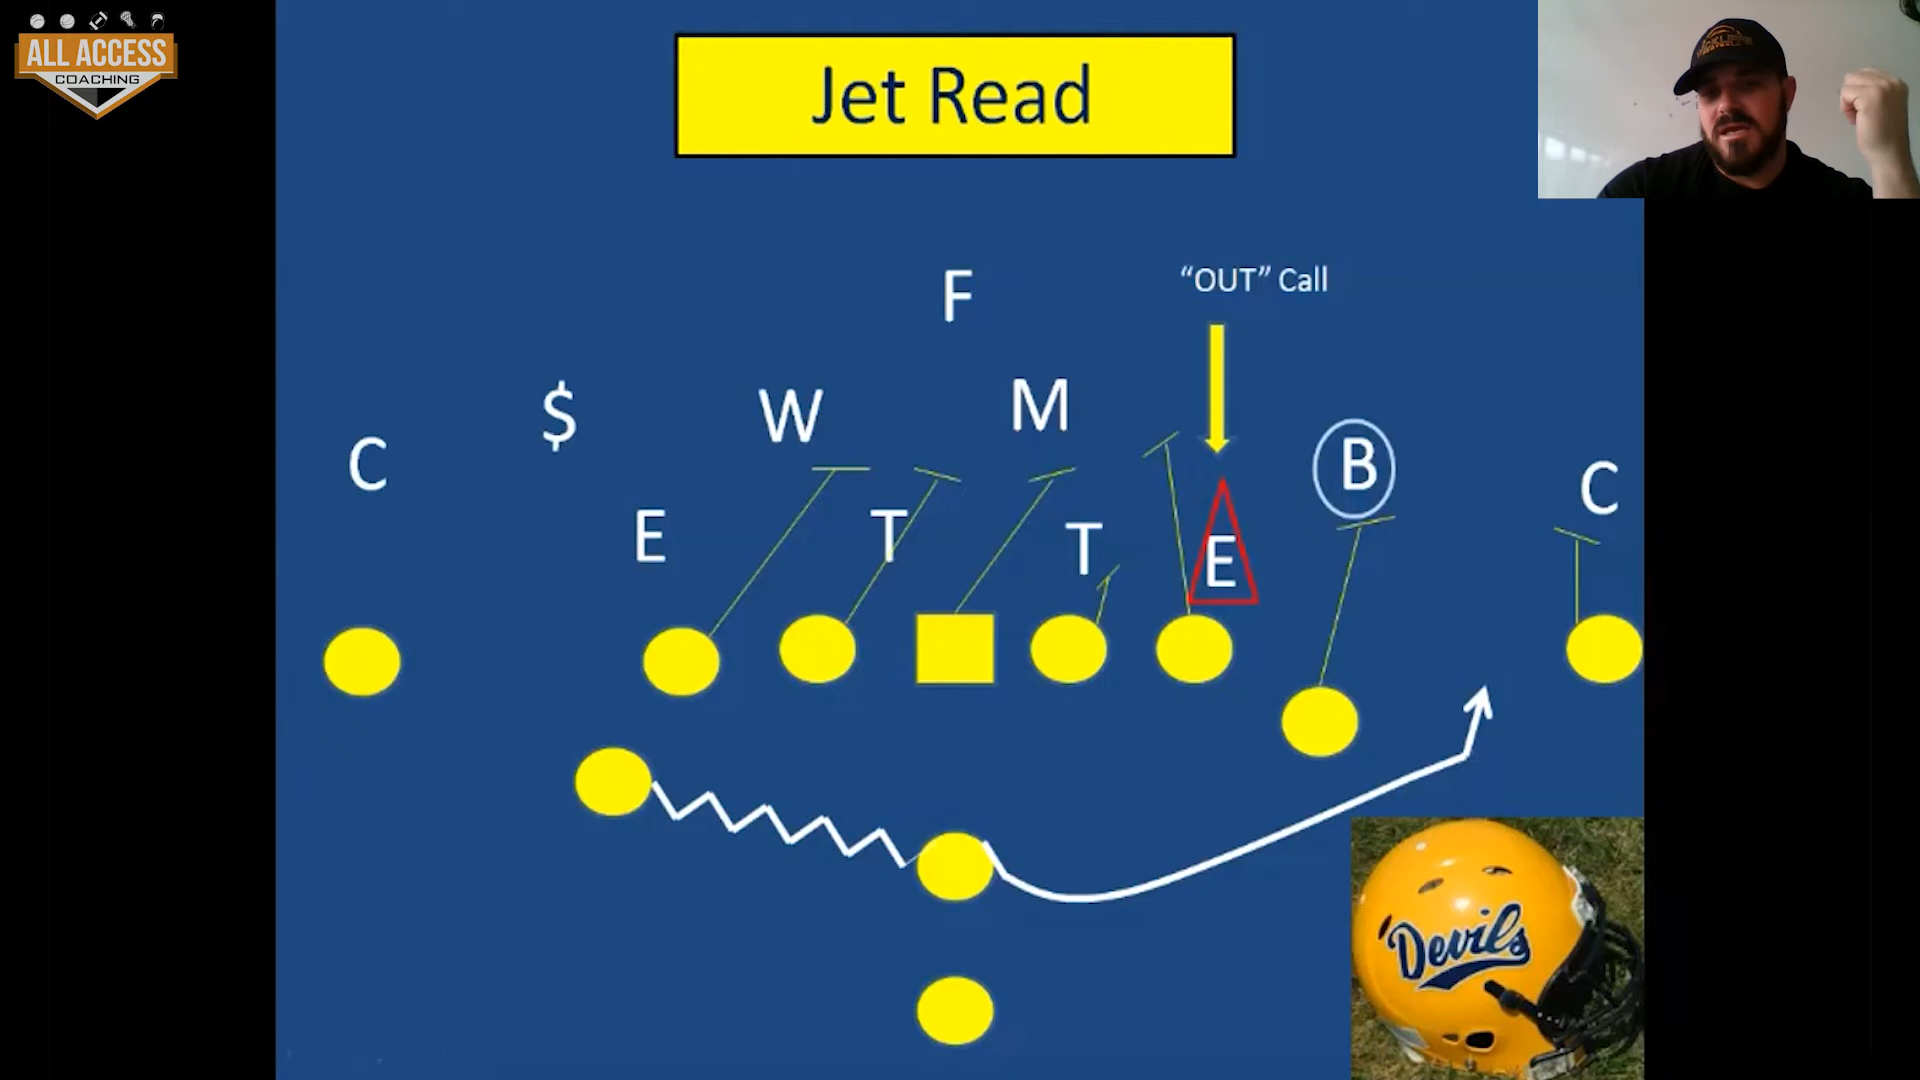 ALL ACCESS
COACHING
Jet Read
"OUT" Call
F
$
W
M
B
C
C
E
T
T
E
Devils